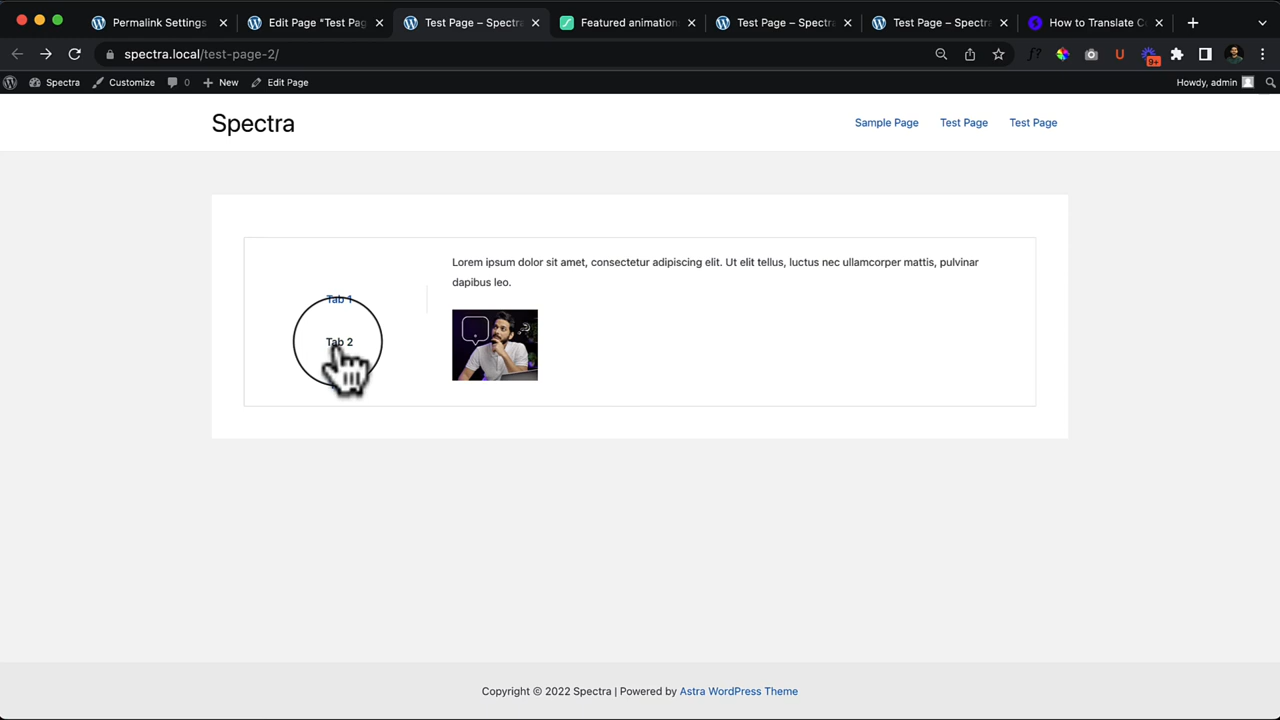 Permalink Settings
Edit Page "Test Pag
Test Page – Spectra
Featured animation
Test Page – Spectra
Test Page – Spectra
How to Translate C
spectra.local/test-page-2/
f?
U
9+
Spectra
Customize
0
New
Edit Page
Howdy, admin
Spectra
Sample Page
Test Page
Test Page
Lorem ipsum dolor sit amet, consectetur adipiscing elit. Ut elit tellus, luctus nec ullamcorper mattis, pulvinar
dapibus leo.
Tab 1
Tab 2
Copyright © 2022 Spectra | Powered by Astra WordPress Theme